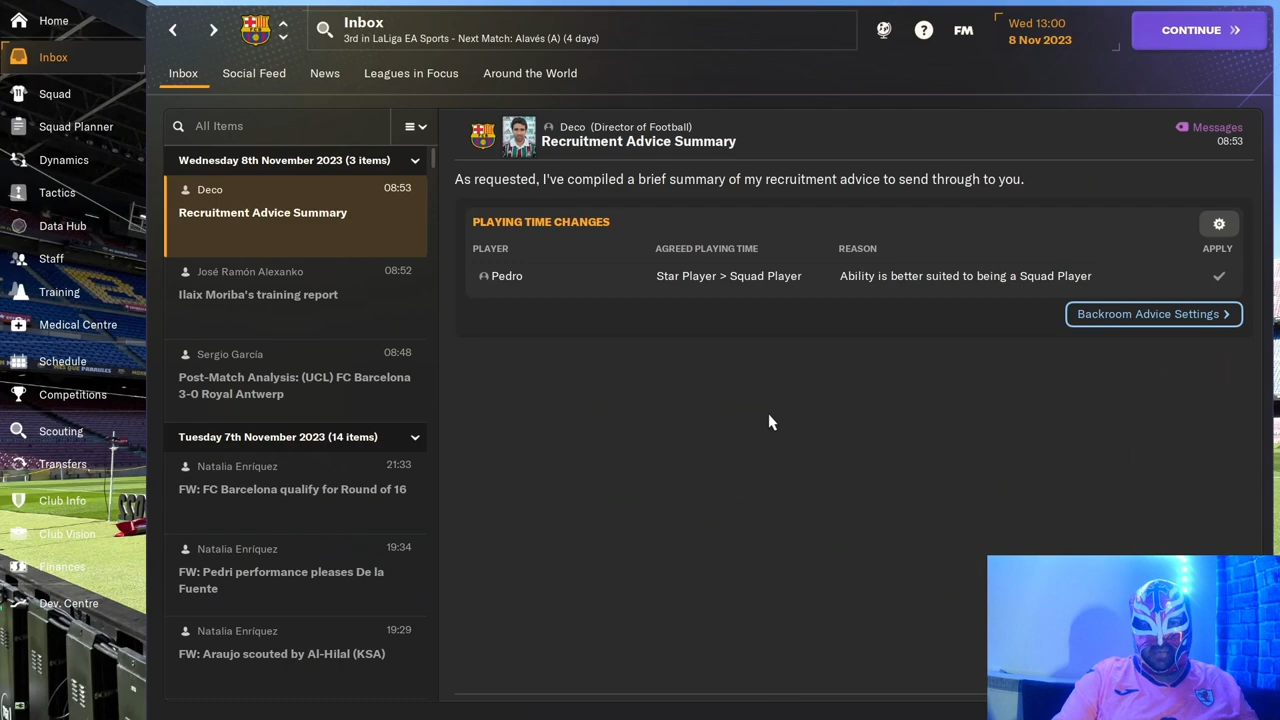 Home
Inbox
Squad
Squad Planner
Dynamics
Tactics
Data Hub
Staff
Training
Medical Centre
Schedule
Competitions
Scouting
Transfers
Club Info
Club Vision
Finances
Dev. Centre
Inbox
3rd in LaLiga EA Sports - Next Match: Alavés (A) (4 days)
?
FM
Wed 13:00
8 Nov 2023
CONTINUE
Inbox
Social Feed
News
Leagues in Focus
Around the World
All Items
Wednesday 8th November 2023 (3 items)
Deco 08:53
Recruitment Advice Summary
José Ramón Alexanko 08:52
Ilaix Moriba's training report
Sergio García 08:48
Post-Match Analysis: (UCL) FC Barcelona
3-0 Royal Antwerp
Tuesday 7th November 2023 (14 items)
Natalia Enríquez 21:33
FW: FC Barcelona qualify for Round of 16
Natalia Enríquez 19:34
FW: Pedri performance pleases De la
Fuente
Natalia Enríquez 19:29
FW: Araujo scouted by Al-Hilal (KSA)
Deco (Director of Football)
Recruitment Advice Summary
Messages
08:53
As requested, I've compiled a brief summary of my recruitment advice to send through to you.
PLAYING TIME CHANGES
PLAYER AGREED PLAYING TIME REASON APPLY
Pedro Star Player > Squad Player Ability is better suited to being a Squad Player
Backroom Advice Settings >